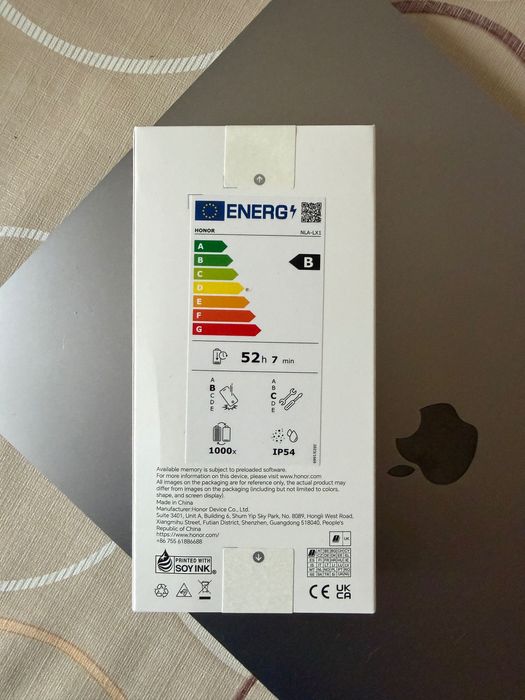 ENERG
HONOR NLA-LX1
A
B B
C
D
E
F
G
52h 7 min
A
B
C
D
E
A
B
C
D
E
1000x IP54
2023/1669
Available memory is subject to preloaded software.
For more information on this device, please visit www.honor.com
All images on the packaging are for reference only, the actual product may
differ from images on the packaging (including but not limited to colors,
shape, and screen display).
Made in China
Manufacturer:Honor Device Co., Ltd.
Suite 3401, Unit A, Building 6, Shum Yip Sky Park, No. 8089, Hongli West Road,
Xiangmihu Street, Futian District, Shenzhen, Guangdong 518040, People's
Republic of China
https://www.honor.com/
+86 755 61886688
UK
PRINTED WITH
SOY INK®
CE UK
CA